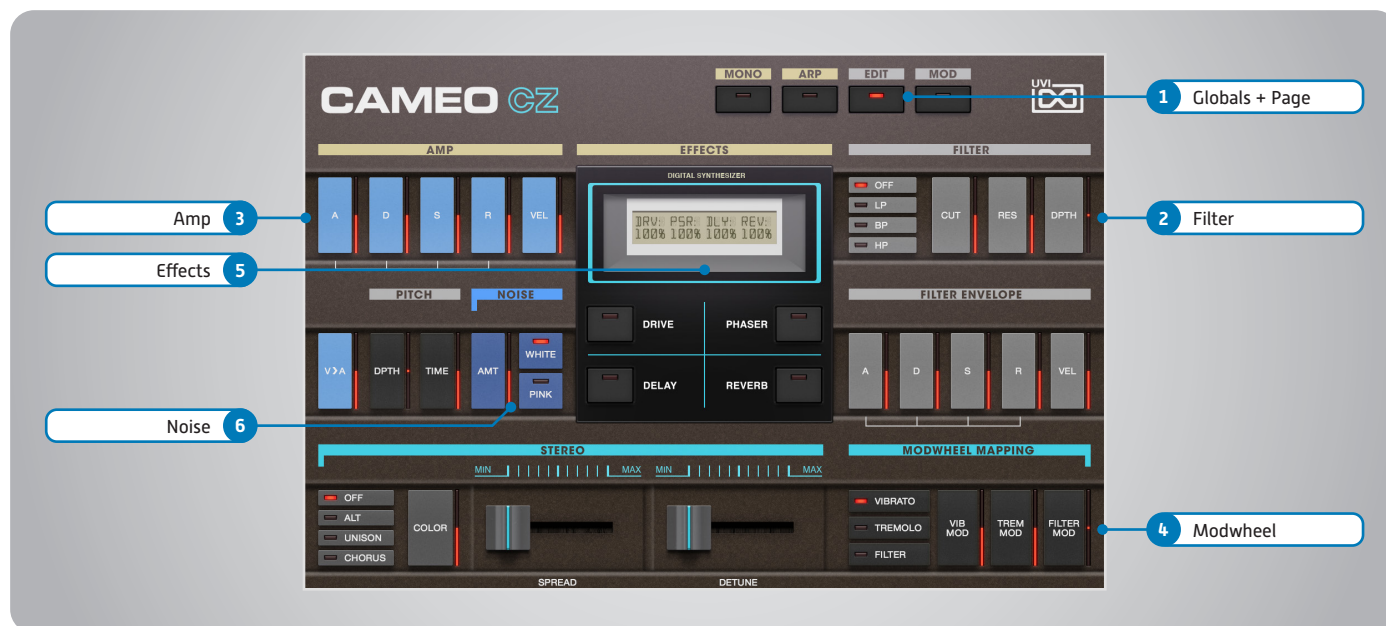 MONO ARP EDIT MOD
UVI
CAMEO CZ
1 Globals + Page
AMP EFFECTS FILTER
DIGITAL SYNTHESIZER
A D S R VEL
DRV: PSR: DLY: REV:
100% 100% 100% 100%
OFF
LP
BP
HP
CUT RES DPTH
Amp 3
2 Filter
Effects 5
PITCH NOISE
FILTER ENVELOPE
DRIVE PHASER
V>A DPTH TIME AMT
WHITE
PINK
A D S R VEL
DELAY REVERB
Noise 6
STEREO
MODWHEEL MAPPING
MIN MAX MIN MAX
OFF
ALT
UNISON
CHORUS
COLOR
VIBRATO
TREMOLO
FILTER
VIB
MOD
TREM
MOD
FILTER
MOD
4 Modwheel
SPREAD DETUNE